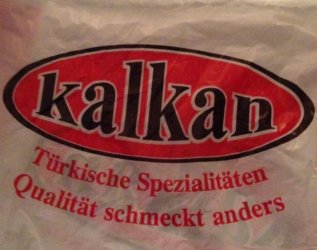 kalkan
Türkische Spezialitäten
Qualität schmeckt anders